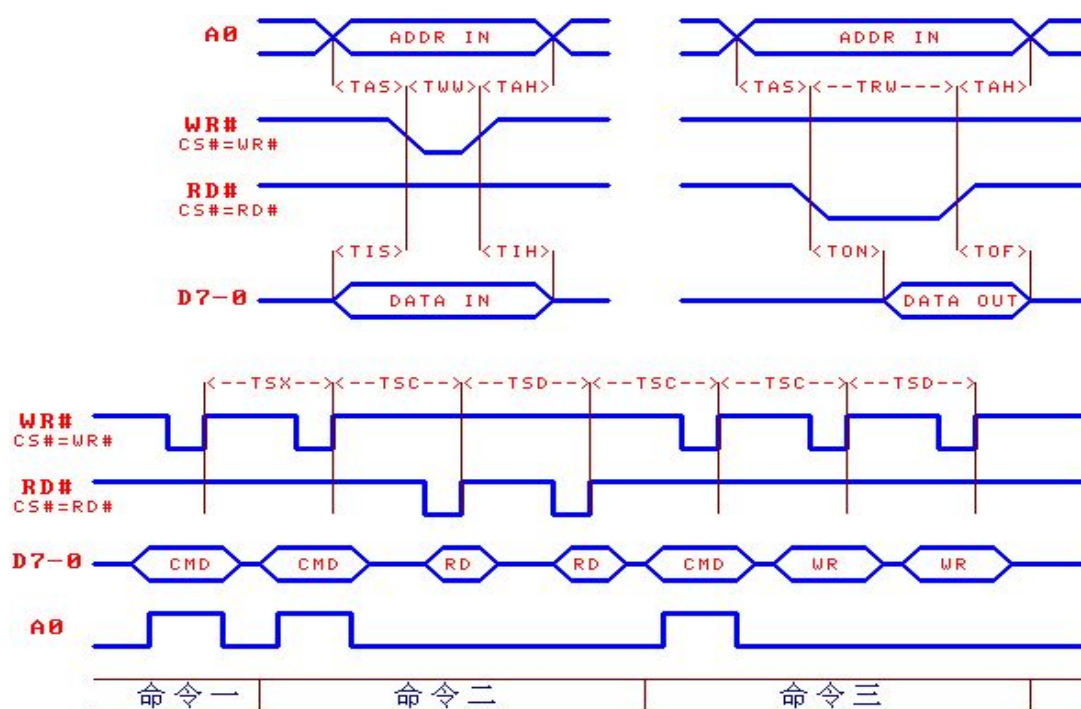 A0 ADDR IN ADDR IN
<TAS><TWW><TAH> <TAS><--TRW---><TAH>
WR#
CS#=WR#
RD#
CS#=RD#
<TIS> <TIH> <TON> <TOF>
D7-0 DATA IN DATA OUT
<--TSX--><--TSC--><--TSD--><--TSC--><--TSC--><--TSD-->
WR#
CS#=WR#
RD#
CS#=RD#
D7-0 CMD CMD RD RD CMD WR WR
A0
命令一 命令二 命令三